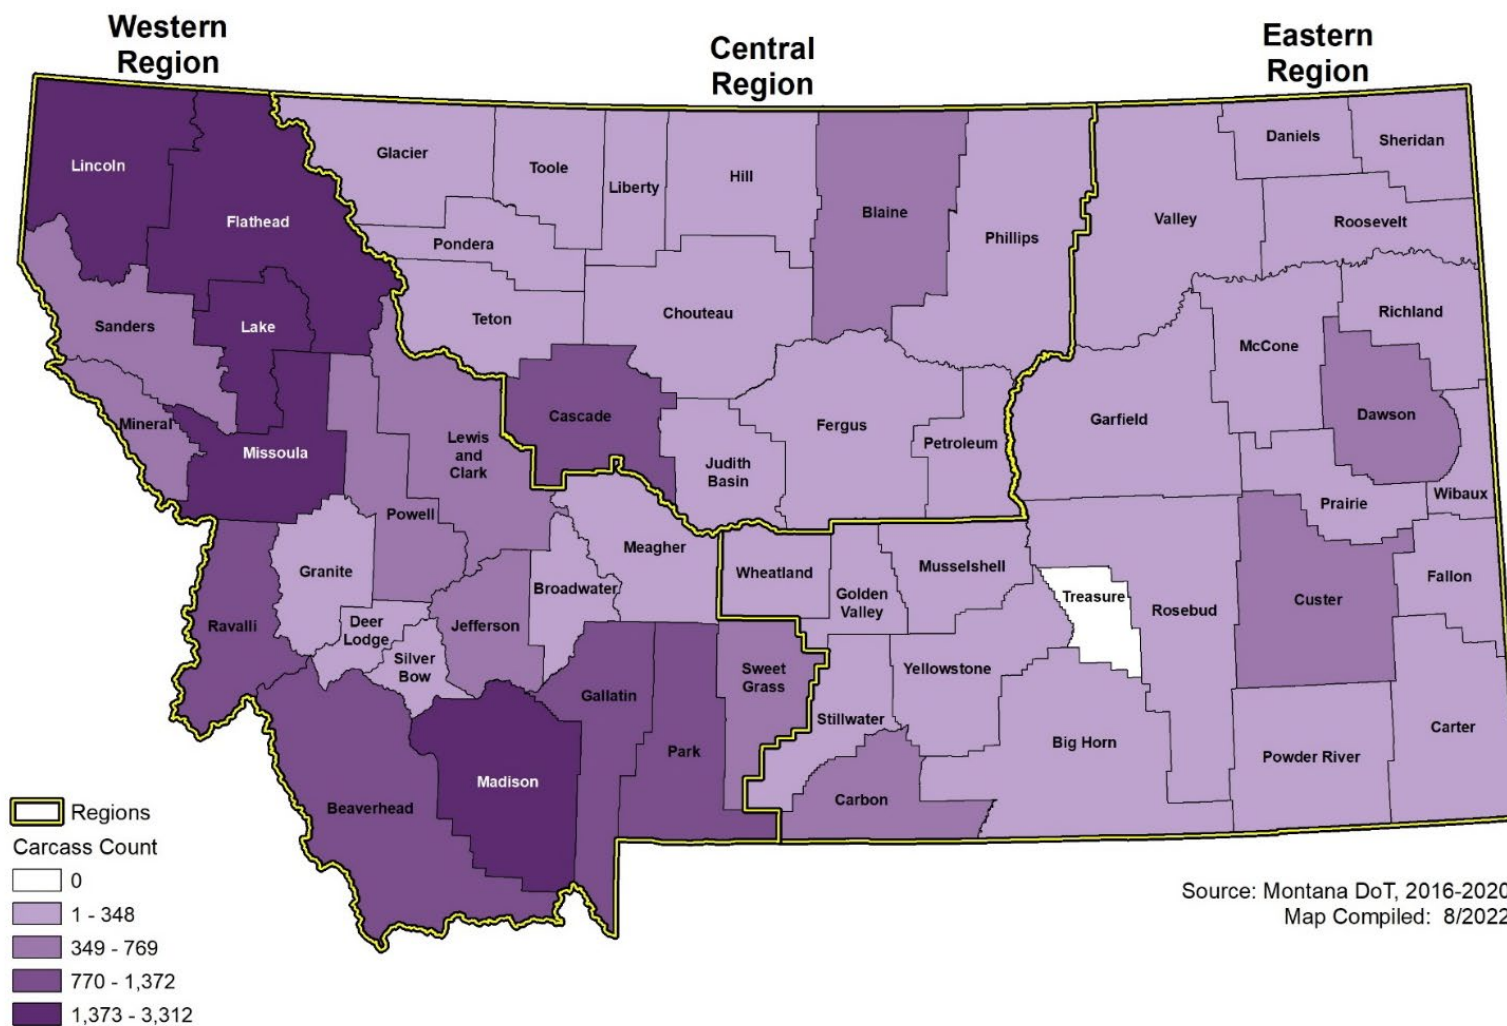 Western
Region
Central
Region
Eastern
Region
Lincoln
Flathead
Glacier
Toole
Liberty
Hill
Blaine
Phillips
Valley
Daniels
Sheridan
Roosevelt
Pondera
Sanders
Lake
Teton
Chouteau
McCone
Richland
Mineral
Missoula
Lewis
and
Clark
Cascade
Judith
Basin
Fergus
Petroleum
Garfield
Dawson
Prairie
Wibaux
Powell
Granite
Meagher
Broadwater
Wheatland
Golden
Valley
Musselshell
Treasure
Rosebud
Custer
Fallon
Ravalli
Deer
Lodge
Jefferson
Silver
Bow
Gallatin
Sweet
Grass
Yellowstone
Stillwater
Park
Big Horn
Powder River
Carter
Madison
Beaverhead
Carbon
Regions
Carcass Count
0
1 - 348
349 - 769
770 - 1,372
1,373 - 3,312
Source: Montana DoT, 2016-2020
Map Compiled: 8/2022